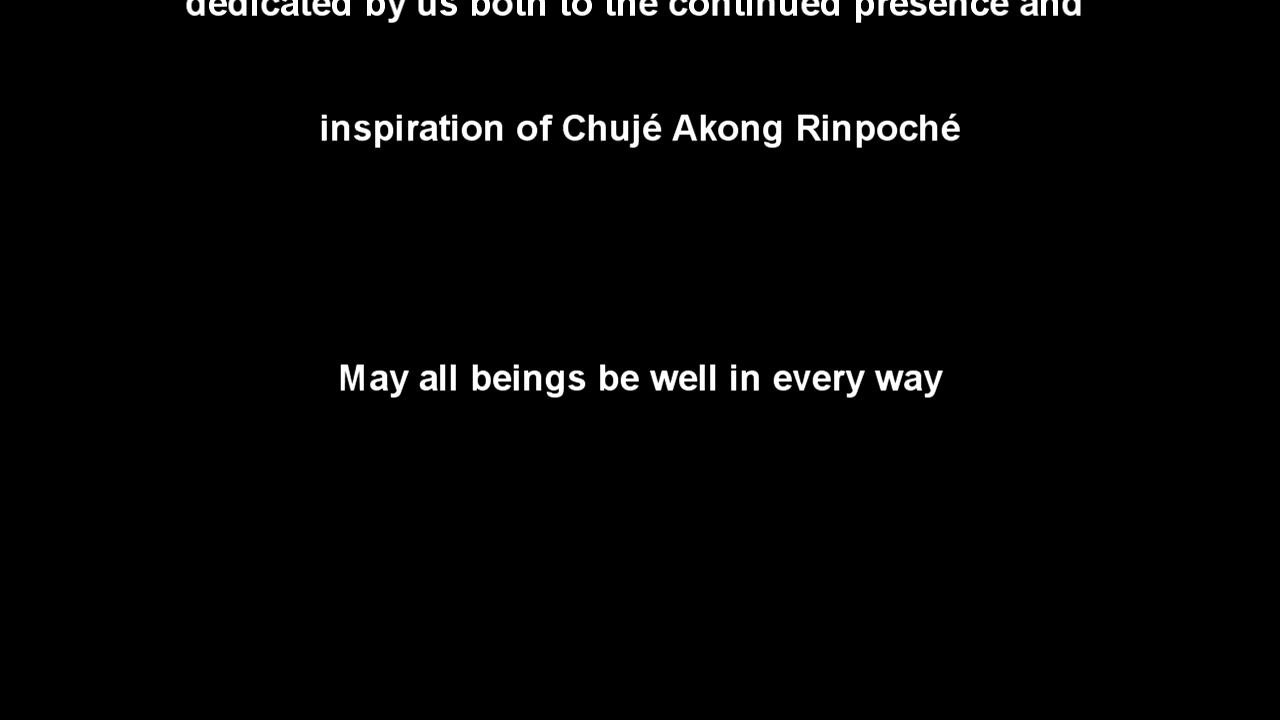 dedicated by us both to the continued presence and
inspiration of Chujé Akong Rinpoché
May all beings be well in every way